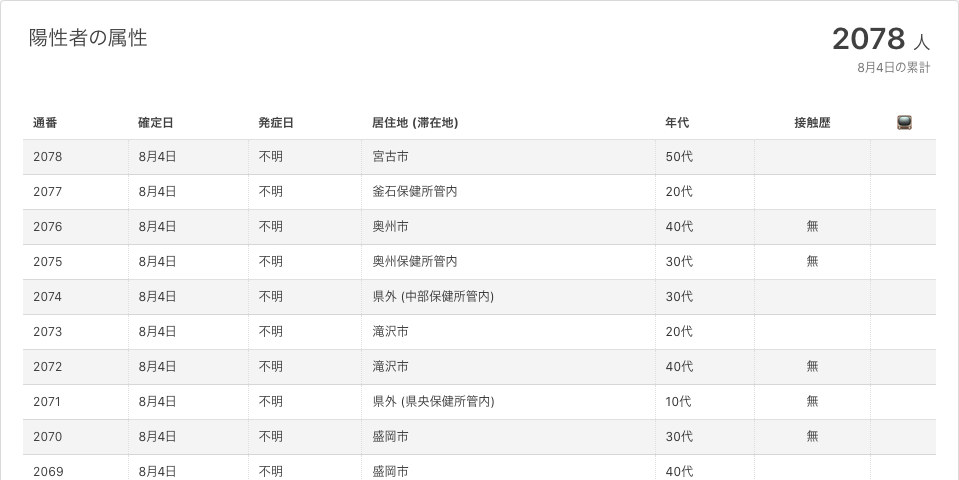 陽性者の属性
2078 人
8月4日の累計
通番 確定日 発症日 居住地 (滞在地) 年代 接触歴
2078 8月4日 不明 宮古市 50代
2077 8月4日 不明 釜石保健所管内 20代
2076 8月4日 不明 奥州市 40代 無
2075 8月4日 不明 奥州保健所管内 30代 無
2074 8月4日 不明 県外 (中部保健所管内) 30代
2073 8月4日 不明 滝沢市 20代
2072 8月4日 不明 滝沢市 40代 無
2071 8月4日 不明 県外 (県央保健所管内) 10代 無
2070 8月4日 不明 盛岡市 30代 無
2069 8月4日 不明 盛岡市 40代